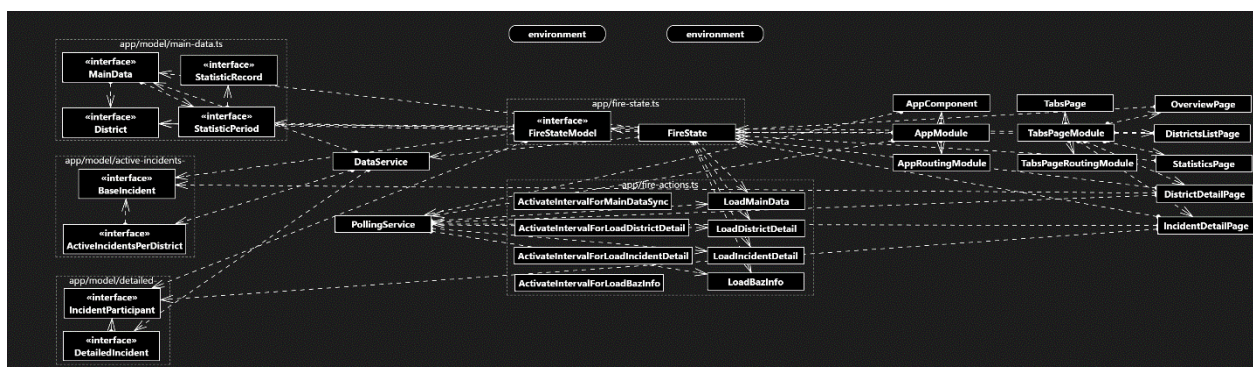 environment
environment
app/model/main-data.ts
«interface»
MainData
«interface»
StatisticRecord
«interface»
District
«interface»
StatisticPeriod
app/model/active-incidents-
«interface»
BaseIncident
ActiveIncidentsPerDistrict
app/model/detailed-
«interface»
IncidentParticipant
«interface»
DetailedIncident
DataService
PollingService
app/fire-state.ts
«interface»
FireStateModel
FireState
app/fire-actions.ts
ActivateIntervalForMainDataSync
LoadMainData
ActivateIntervalForLoadDistrictDetail
LoadDistrictDetail
ActivateIntervalForLoadIncidentDetail
LoadIncidentDetail
ActivateIntervalForLoadBazInfo
LoadBazInfo
AppComponent
AppModule
AppRoutingModule
TabsPage
TabsPageModule
TabsPageRoutingModule
OverviewPage
DistrictsListPage
StatisticsPage
DistrictDetailPage
IncidentDetailPage